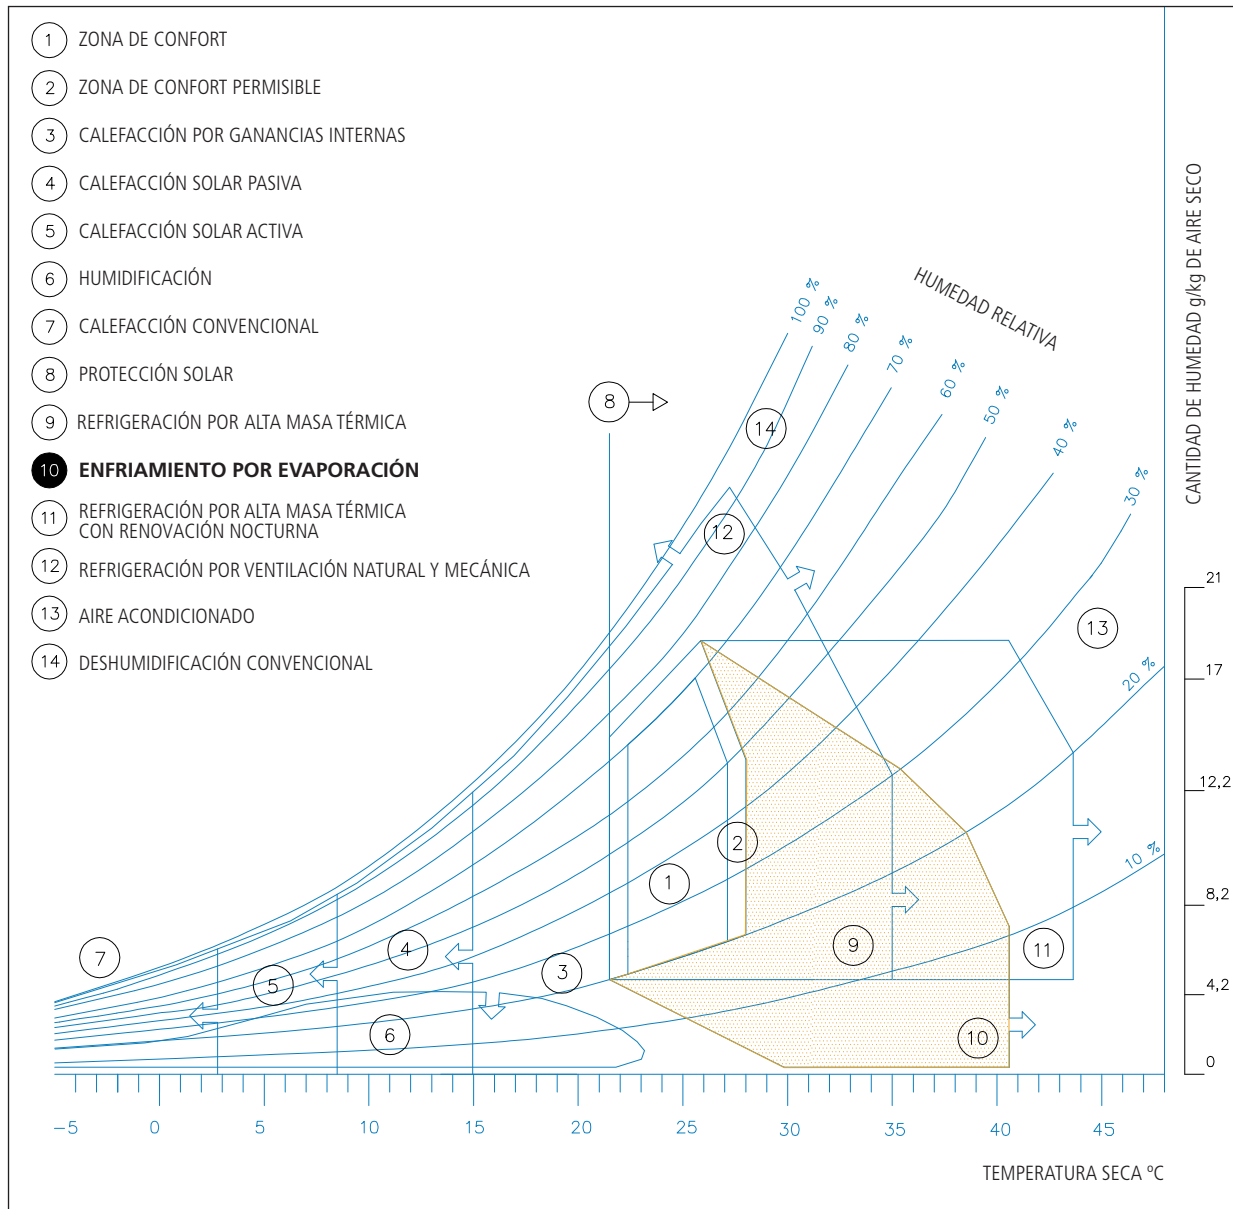 1 ZONA DE CONFORT
2 ZONA DE CONFORT PERMISIBLE
3 CALEFACCIÓN POR GANANCIAS INTERNAS
4 CALEFACCIÓN SOLAR PASIVA
5 CALEFACCIÓN SOLAR ACTIVA
6 HUMIDIFICACIÓN
7 CALEFACCIÓN CONVENCIONAL
8 PROTECCIÓN SOLAR
9 REFRIGERACIÓN POR ALTA MASA TÉRMICA
10 ENFRIAMIENTO POR EVAPORACIÓN
11 REFRIGERACIÓN POR ALTA MASA TÉRMICA
CON RENOVACIÓN NOCTURNA
12 REFRIGERACIÓN POR VENTILACIÓN NATURAL Y MECÁNICA
13 AIRE ACONDICIONADO
14 DESHUMIDIFICACIÓN CONVENCIONAL
HUMEDAD RELATIVA
100 %
90 %
80 %
70 %
60 %
50 %
40 %
30 %
20 %
10 %
8
14
12
13
2
1
9
11
4
3
7
5
6
10
CANTIDAD DE HUMEDAD g/kg DE AIRE SECO
21
17
12,2
8,2
4,2
0
−5 0 5 10 15 20 25 30 35 40 45
TEMPERATURA SECA ºC